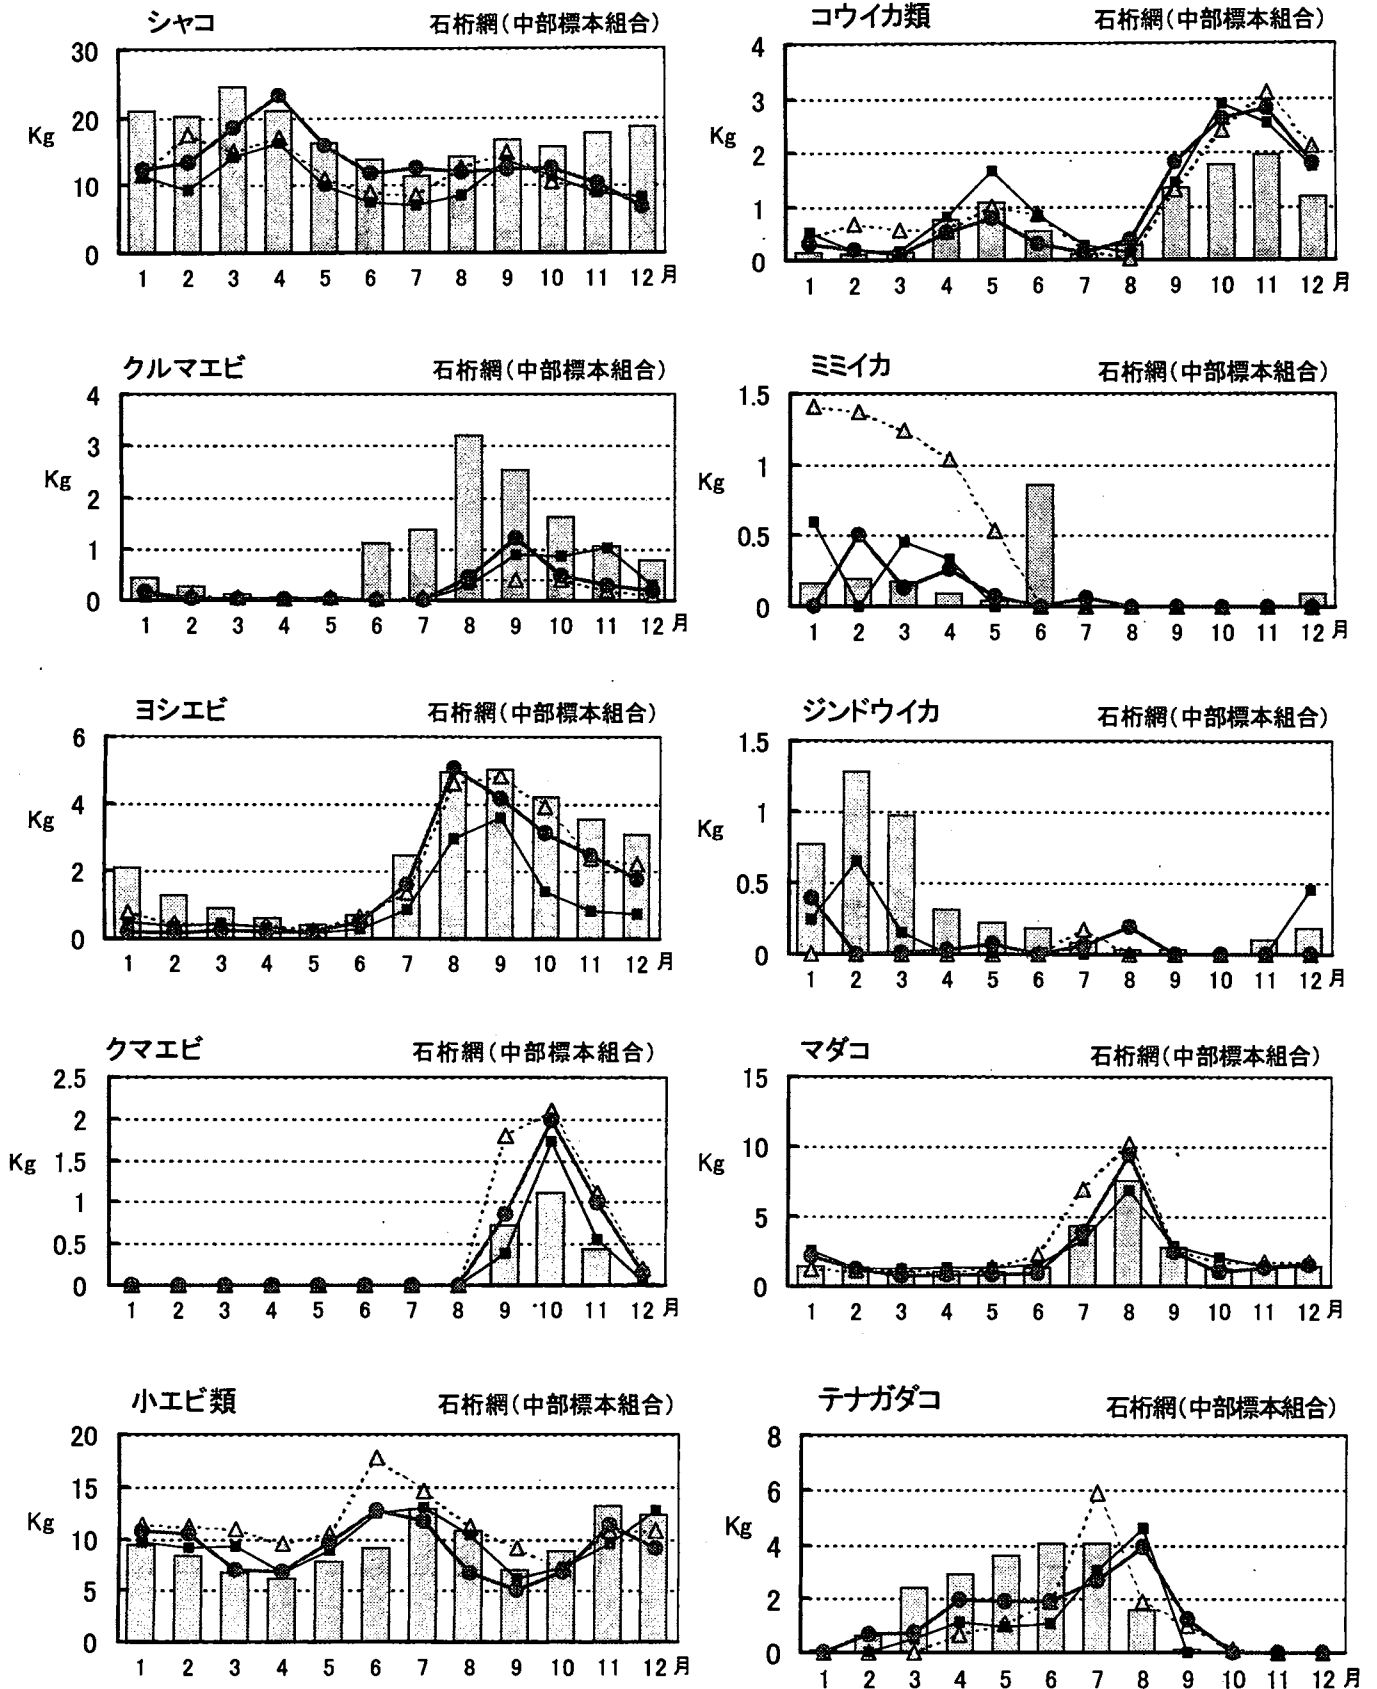 シャコ 石桁網(中部標本組合)
30
20
Kg
10
0
1 2 3 4 5 6 7 8 9 10 11 12 月
コウイカ類 石桁網(中部標本組合)
4
3
Kg
2
1
0
1 2 3 4 5 6 7 8 9 10 11 12 月
クルマエビ 石桁網(中部標本組合)
4
3
Kg
2
1
0
1 2 3 4 5 6 7 8 9 10 11 12 月
ミミイカ 石桁網(中部標本組合)
1.5
1
Kg
0.5
0
1 2 3 4 5 6 7 8 9 10 11 12 月
ヨシエビ 石桁網(中部標本組合)
6
4
Kg
2
0
1 2 3 4 5 6 7 8 9 10 11 12 月
ジンドウイカ 石桁網(中部標本組合)
1.5
1
Kg
0.5
0
1 2 3 4 5 6 7 8 9 10 11 12 月
クマエビ 石桁網(中部標本組合)
2.5
2
Kg
1.5
1
0.5
0
1 2 3 4 5 6 7 8 9 10 11 12 月
マダコ 石桁網(中部標本組合)
15
10
Kg
5
0
1 2 3 4 5 6 7 8 9 10 11 12 月
小エビ類 石桁網(中部標本組合)
20
15
Kg
10
5
0
1 2 3 4 5 6 7 8 9 10 11 12 月
テナガダコ 石桁網(中部標本組合)
8
6
Kg
4
2
0
1 2 3 4 5 6 7 8 9 10 11 12 月